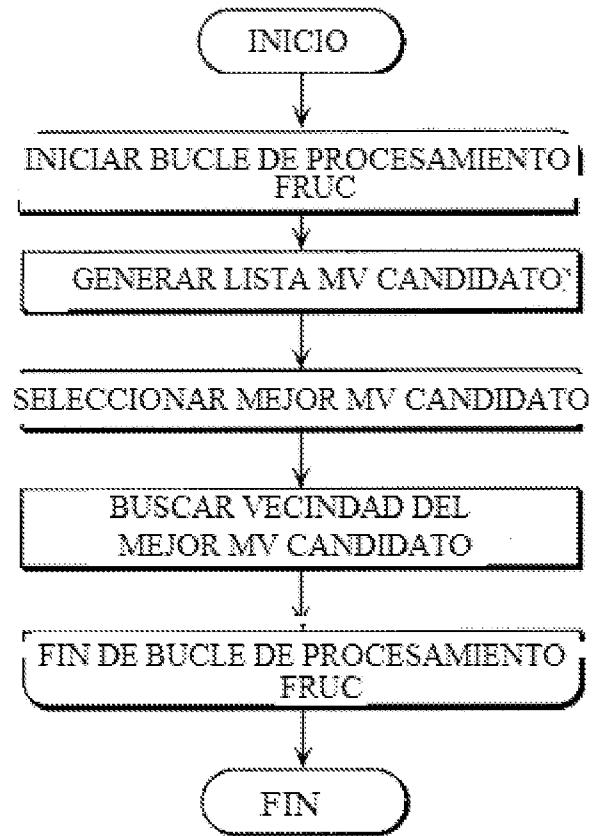 INICIO
INICIAR BUCLE DE PROCESAMIENTO
FRUC
GENERAR LISTA MV CANDIDATO
SELECCIONAR MEJOR MV CANDIDATO
BUSCAR VECINDAD DEL
MEJOR MV CANDIDATO
FIN DE BUCLE DE PROCESAMIENTO
FRUC
FIN